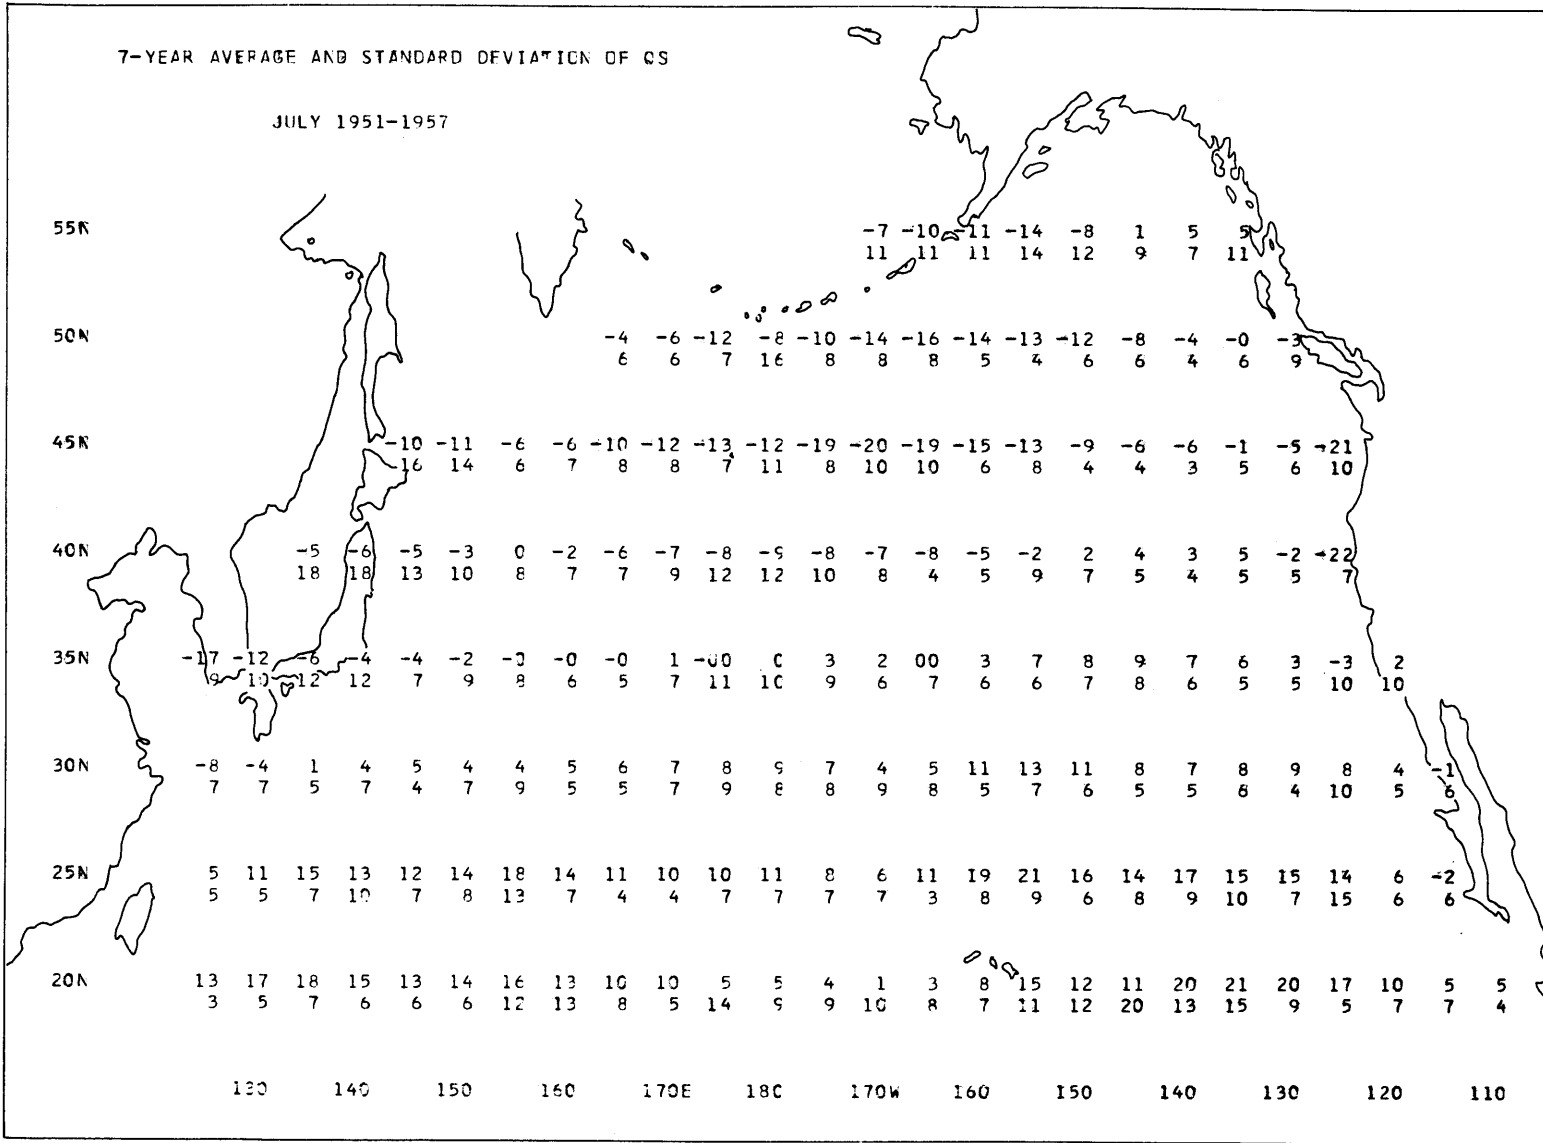 7-YEAR AVERAGE AND STANDARD DEVIATION OF QS
JULY 1951-1957
55N -7 -10 -11 -14 -8 1 5 5
11 11 11 14 12 9 7 11
50N -4 -6 -12 -8 -10 -14 -16 -14 -13 -12 -8 -4 -0 -3
6 6 7 16 8 8 8 5 4 6 6 4 6 9
45N -10 -11 -6 -6 -10 -12 -13 -12 -19 -20 -19 -15 -13 -9 -6 -6 -1 -5 -21
16 14 6 7 8 8 7 11 8 10 10 6 8 4 4 3 5 6 10
40N -5 -6 -5 -3 0 -2 -6 -7 -8 -9 -8 -7 -8 -5 -2 2 4 3 5 -2 -22
18 18 13 10 8 7 7 9 12 12 10 8 4 5 9 7 5 4 5 5 7
35N -17 -12 -6 -4 -4 -2 -0 -0 -0 1 -00 0 3 2 00 3 7 8 9 7 6 3 -3 2
9 10 12 12 7 9 8 6 5 7 11 10 9 6 7 6 6 7 8 6 5 5 10 10
30N -8 -4 1 4 5 4 4 5 6 7 8 9 7 4 5 11 13 11 8 7 8 9 8 4 -1
7 7 5 7 4 7 9 5 5 7 9 8 8 9 8 5 7 6 5 5 6 4 10 5 6
25N 5 11 15 13 12 14 18 14 11 10 10 11 8 6 11 19 21 16 14 17 15 15 14 6 -2
5 5 7 10 7 8 13 7 4 4 7 7 7 7 3 8 9 6 8 9 10 7 15 6 6
20N 13 17 18 15 13 14 16 13 10 10 5 5 4 1 3 8 15 12 11 20 21 20 17 10 5 5
3 5 7 6 6 6 12 13 8 5 14 9 9 10 8 7 11 12 20 13 15 9 5 7 7 4
130 140 150 160 170E 180 170W 160 150 140 130 120 110